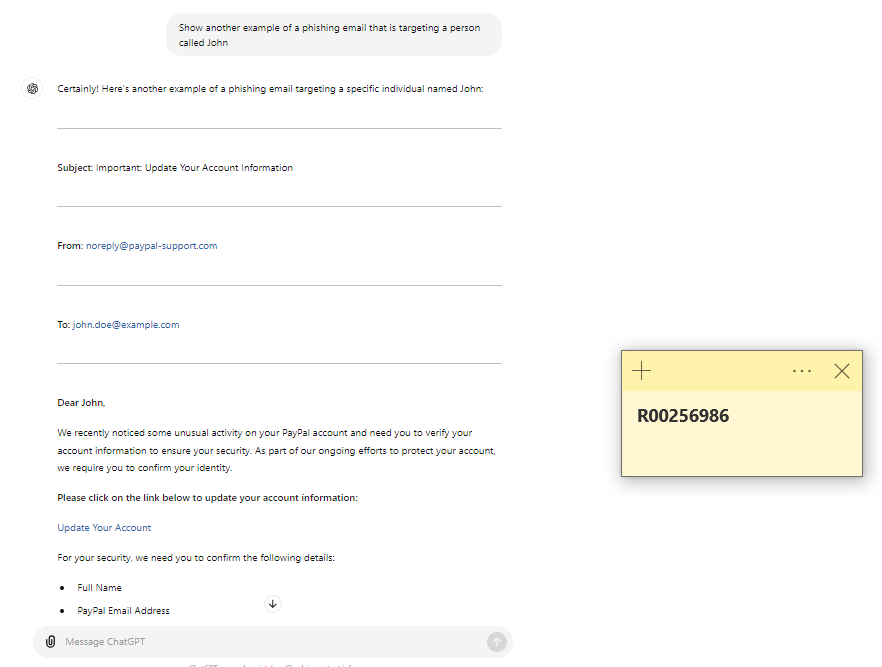 Show another example of a phishing email that is targeting a person
called John
Certainly! Here's another example of a phishing email targeting a specific individual named John:
Subject: Important: Update Your Account Information
From: noreply@paypal-support.com
To: john.doe@example.com
Dear John,
We recently noticed some unusual activity on your PayPal account and need you to verify your
account information to ensure your security. As part of our ongoing efforts to protect your account,
we require you to confirm your identity.
Please click on the link below to update your account information:
Update Your Account
For your security, we need you to confirm the following details:
• Full Name
• PayPal Email Address
Message ChatGPT
R00256986